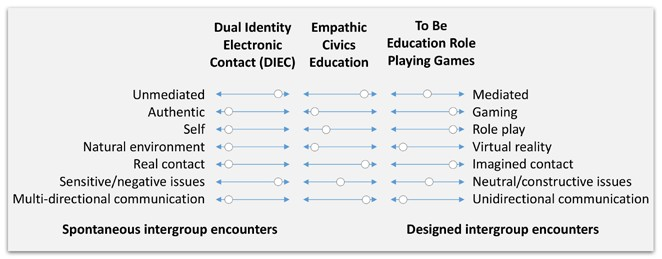 Dual Identity
Electronic
Contact (DIEC)
Empathic
Civics
Education
To Be
Education Role
Playing Games
Unmediated
Mediated
Authentic
Gaming
Self
Role play
Natural environment
Virtual reality
Real contact
Imagined contact
Sensitive/negative issues
Neutral/constructive issues
Multi-directional communication
Unidirectional communication
Spontaneous intergroup encounters
Designed intergroup encounters